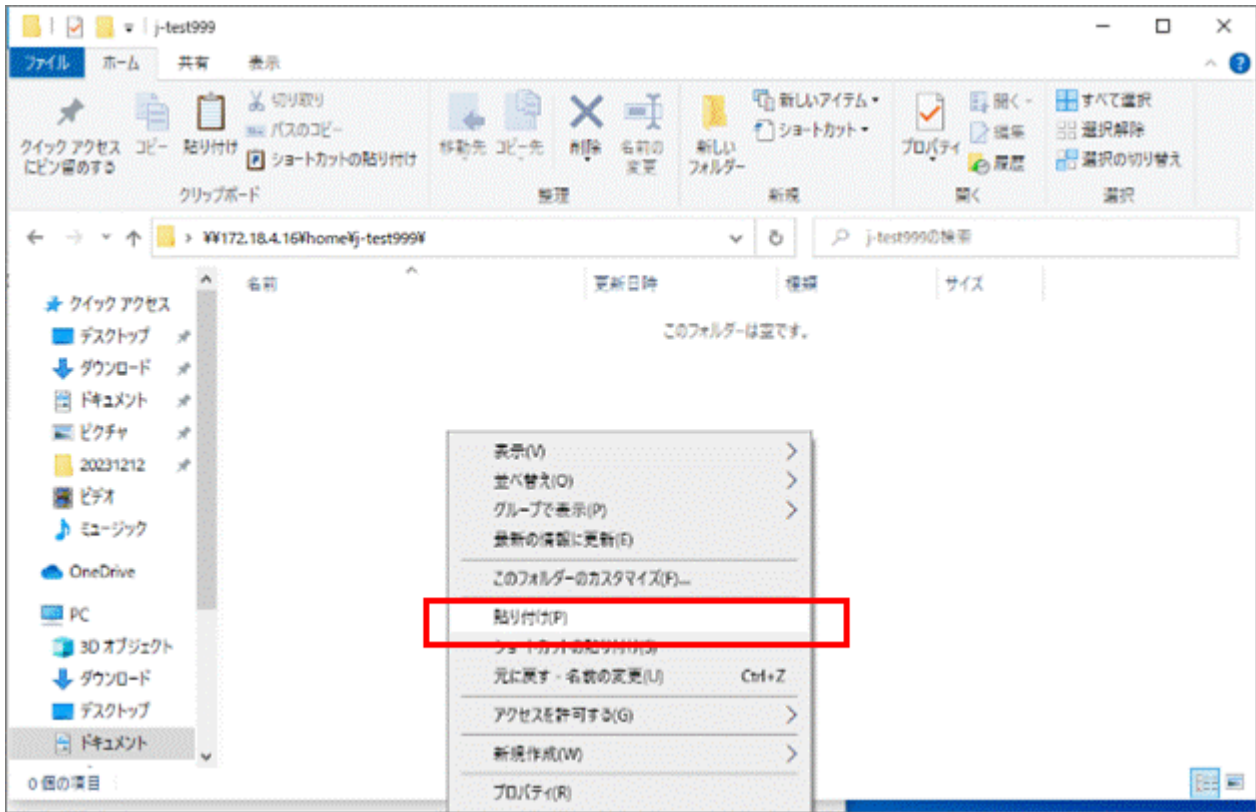 j-test999
ファイル ホーム 共有 表示
クイック アクセス
にピン留めする
コピー
貼り付け
切り取り
パスのコピー
ショートカットの貼り付け
クリップボード
移動先 コピー先
削除
名前の
変更
整理
新しい
フォルダー
新しいアイテム
ショートカット
新規
プロパティ
開く
編集
履歴
開く
すべて選択
選択解除
選択の切り替え
選択
¥¥172.18.4.16¥home¥j-test999¥
j-test999の検索
名前 更新日時 種類 サイズ
このフォルダーは空です。
クイック アクセス
デスクトップ
ダウンロード
ドキュメント
ピクチャ
20231212
ビデオ
ミュージック
OneDrive
PC
3D オブジェクト
ダウンロード
デスクトップ
ドキュメント
0 個の項目
表示(V)
並べ替え(O)
グループで表示(P)
最新の情報に更新(E)
このフォルダーのカスタマイズ(F)...
貼り付け(P)
ショートカットの貼り付け(S)
元に戻す - 名前の変更(U) Ctrl+Z
アクセスを許可する(G)
新規作成(W)
プロパティ(R)